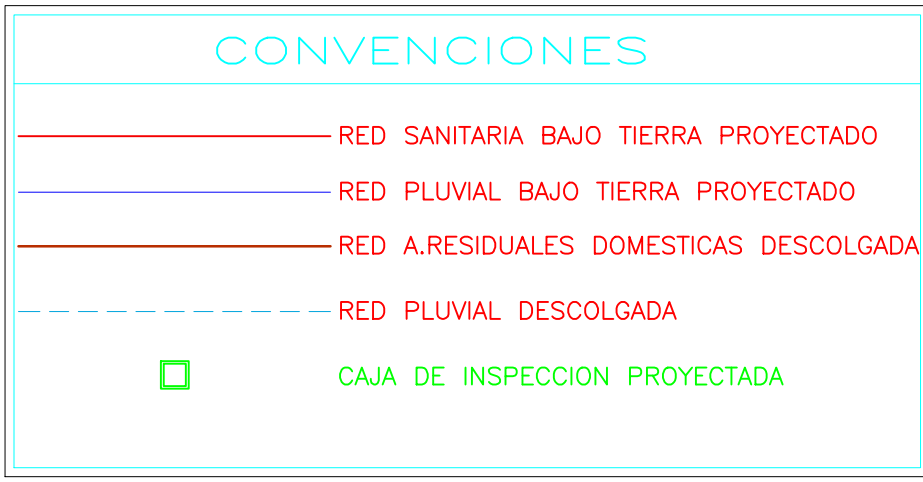 CONVENCIONES
RED SANITARIA BAJO TIERRA PROYECTADO
RED PLUVIAL BAJO TIERRA PROYECTADO
RED A.RESIDUALES DOMESTICAS DESCOLGADA
RED PLUVIAL DESCOLGADA
CAJA DE INSPECCION PROYECTADA